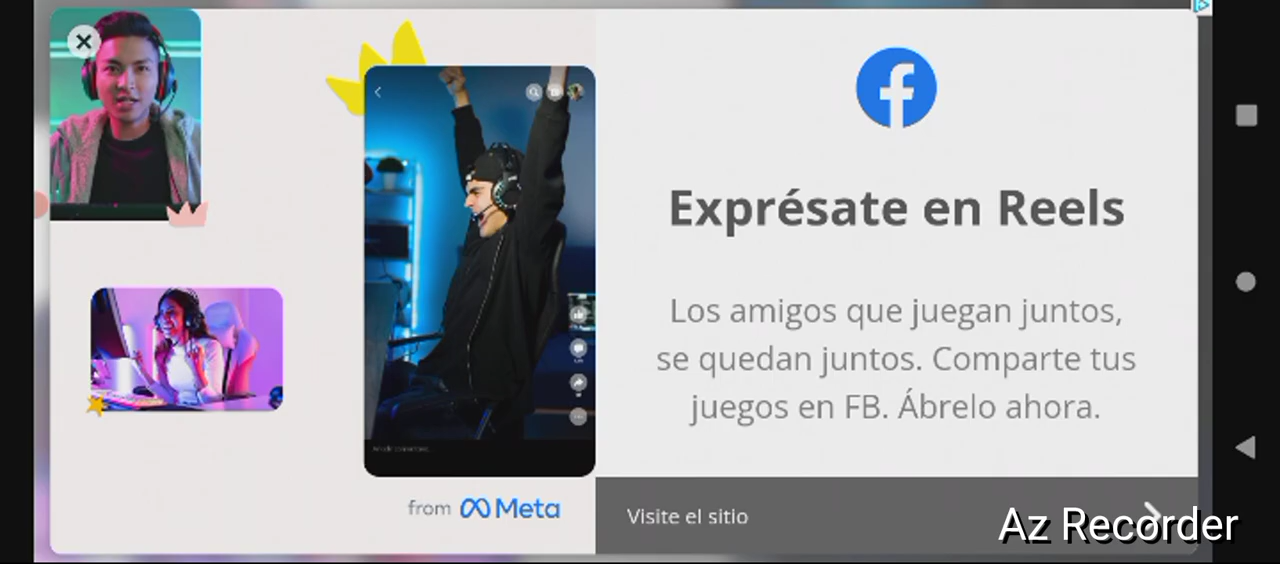 from Meta
Exprésate en Reels
Los amigos que juegan juntos,
se quedan juntos. Comparte tus
juegos en FB. Ábrelo ahora.
Visite el sitio
Az Recorder